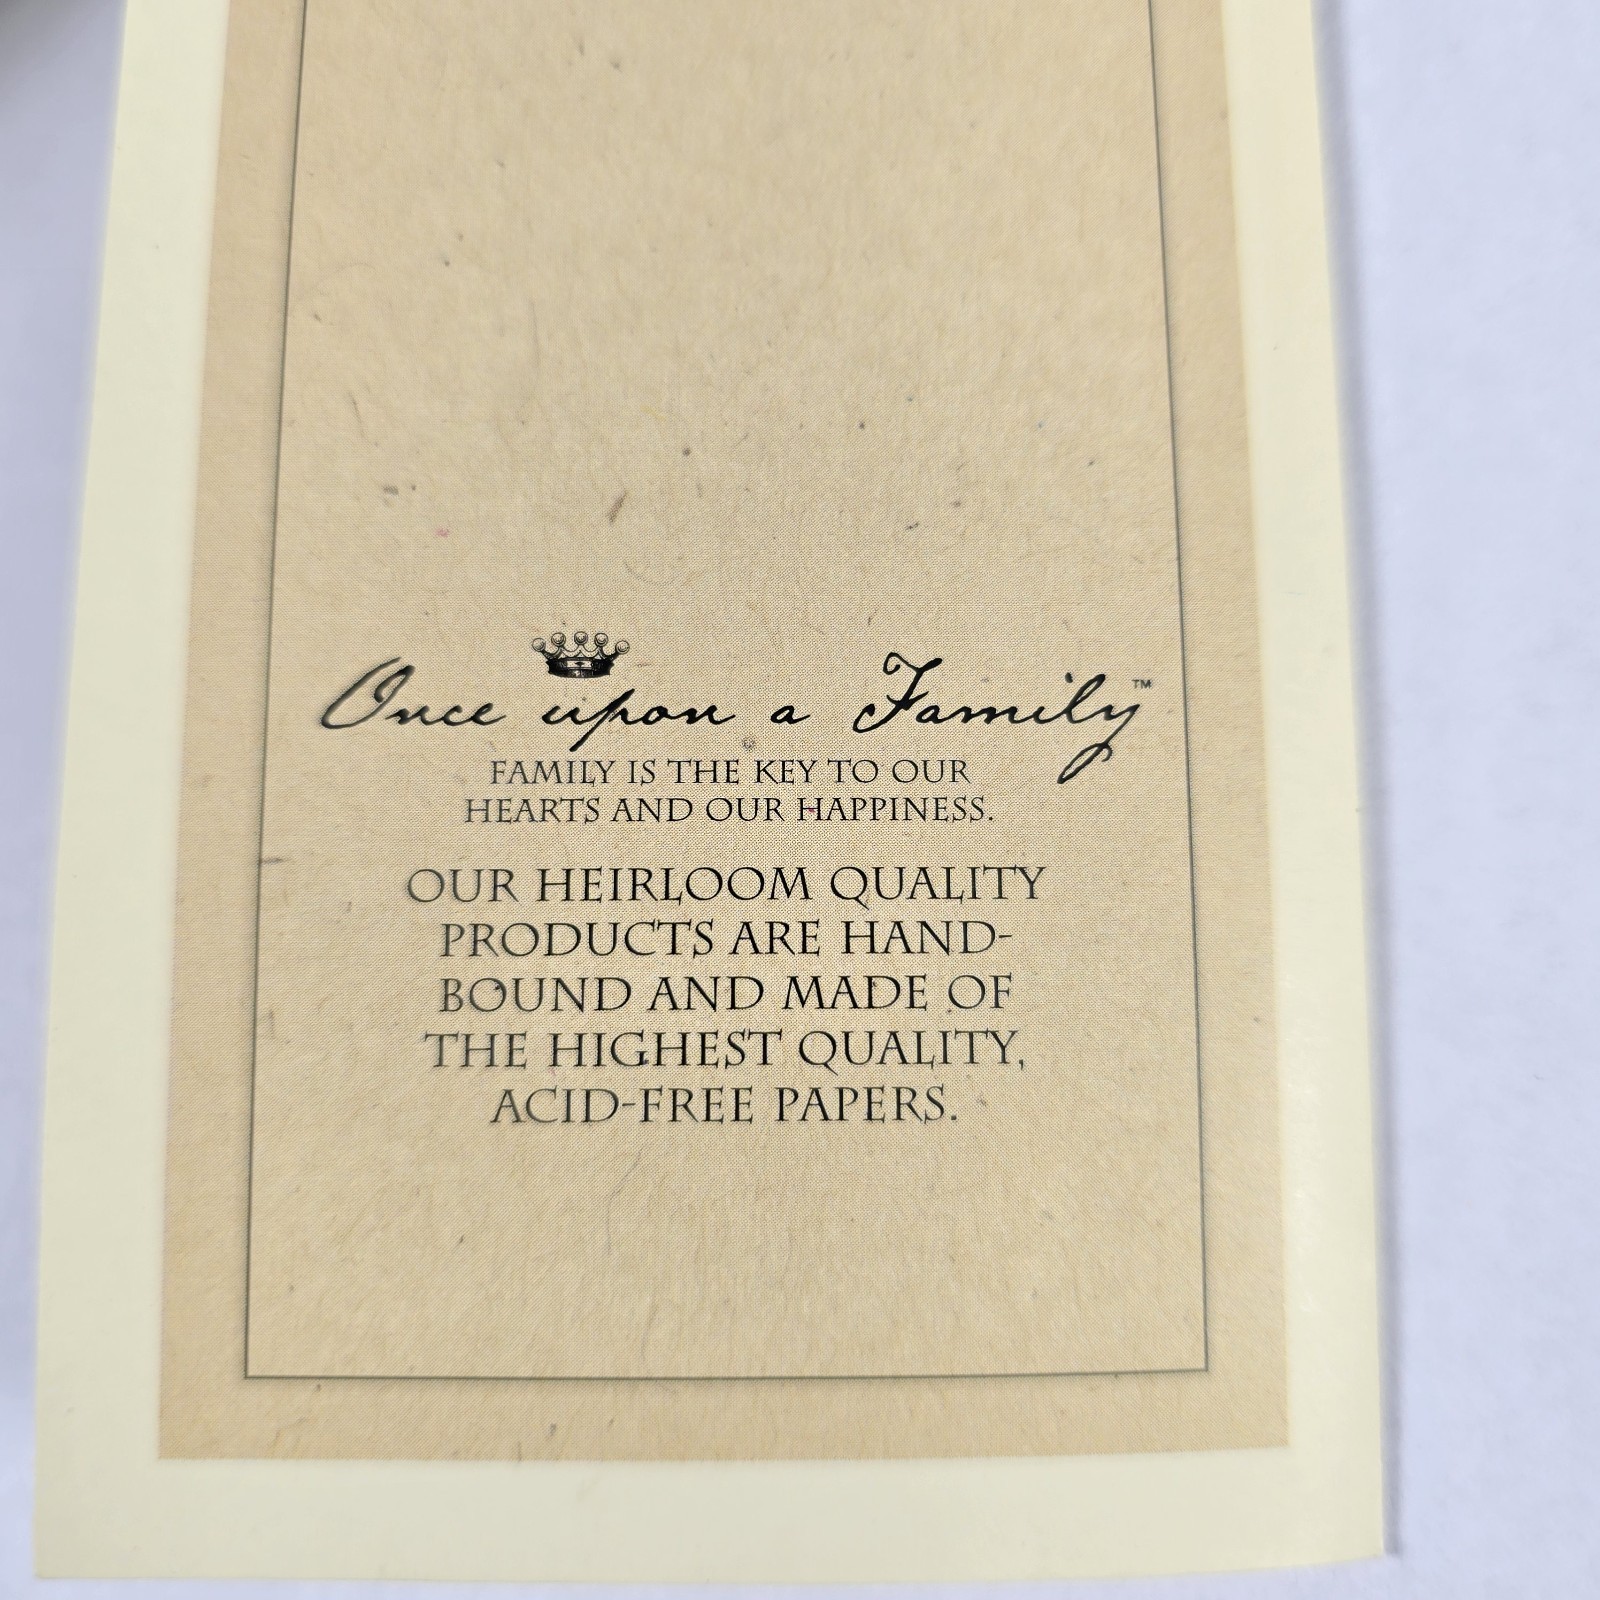 Once upon a Family™
FAMILY IS THE KEY TO OUR
HEARTS AND OUR HAPPINESS.
OUR HEIRLOOM QUALITY
PRODUCTS ARE HAND-
BOUND AND MADE OF
THE HIGHEST QUALITY,
ACID-FREE PAPERS.